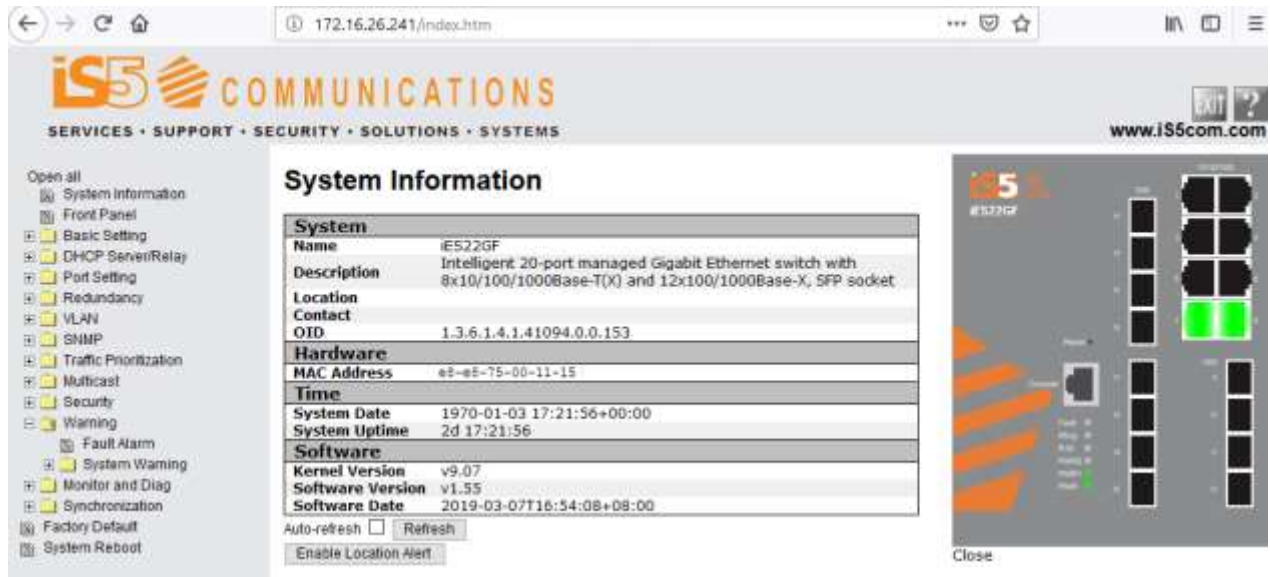 172.16.26.241/index.htm
iS5 COMMUNICATIONS
SERVICES • SUPPORT • SECURITY • SOLUTIONS • SYSTEMS
EXIT ?
www.iS5com.com
Open all
System Information
Front Panel
Basic Setting
DHCP Server/Relay
Port Setting
Redundancy
VLAN
SNMP
Traffic Prioritization
Multicast
Security
Warning
Fault Alarm
System Warning
Monitor and Diag
Synchronization
Factory Default
System Reboot
System Information
System
Name iES22GF
Description Intelligent 20-port managed Gigabit Ethernet switch with
8x10/100/1000Base-T(X) and 12x100/1000Base-X, SFP socket
Location
Contact
OID 1.3.6.1.4.1.41094.0.0.153
Hardware
MAC Address e8-e8-75-00-11-15
Time
System Date 1970-01-03 17:21:56+00:00
System Uptime 2d 17:21:56
Software
Kernel Version v9.07
Software Version v1.55
Software Date 2019-03-07T16:54:08+08:00
Auto-refresh Refresh
Enable Location Alert
iS5
iES22GF
Close